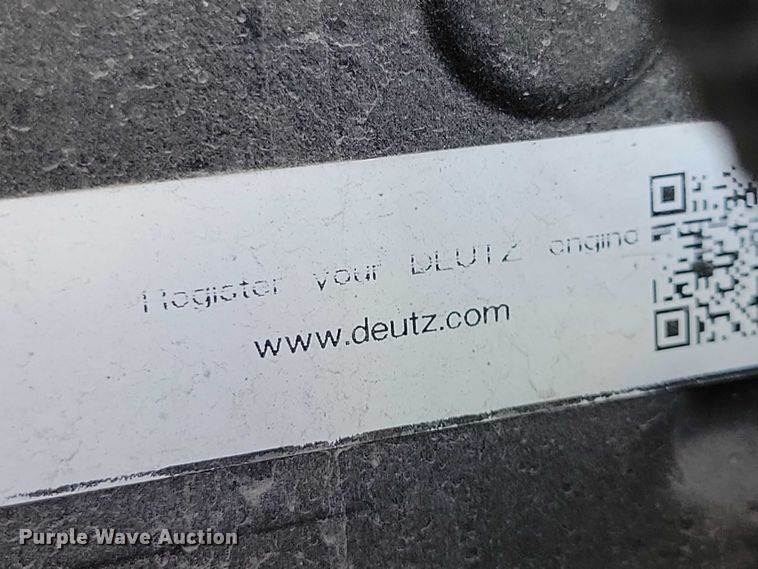 Register your DEUTZ engine
www.deutz.com
Purple Wave Auction